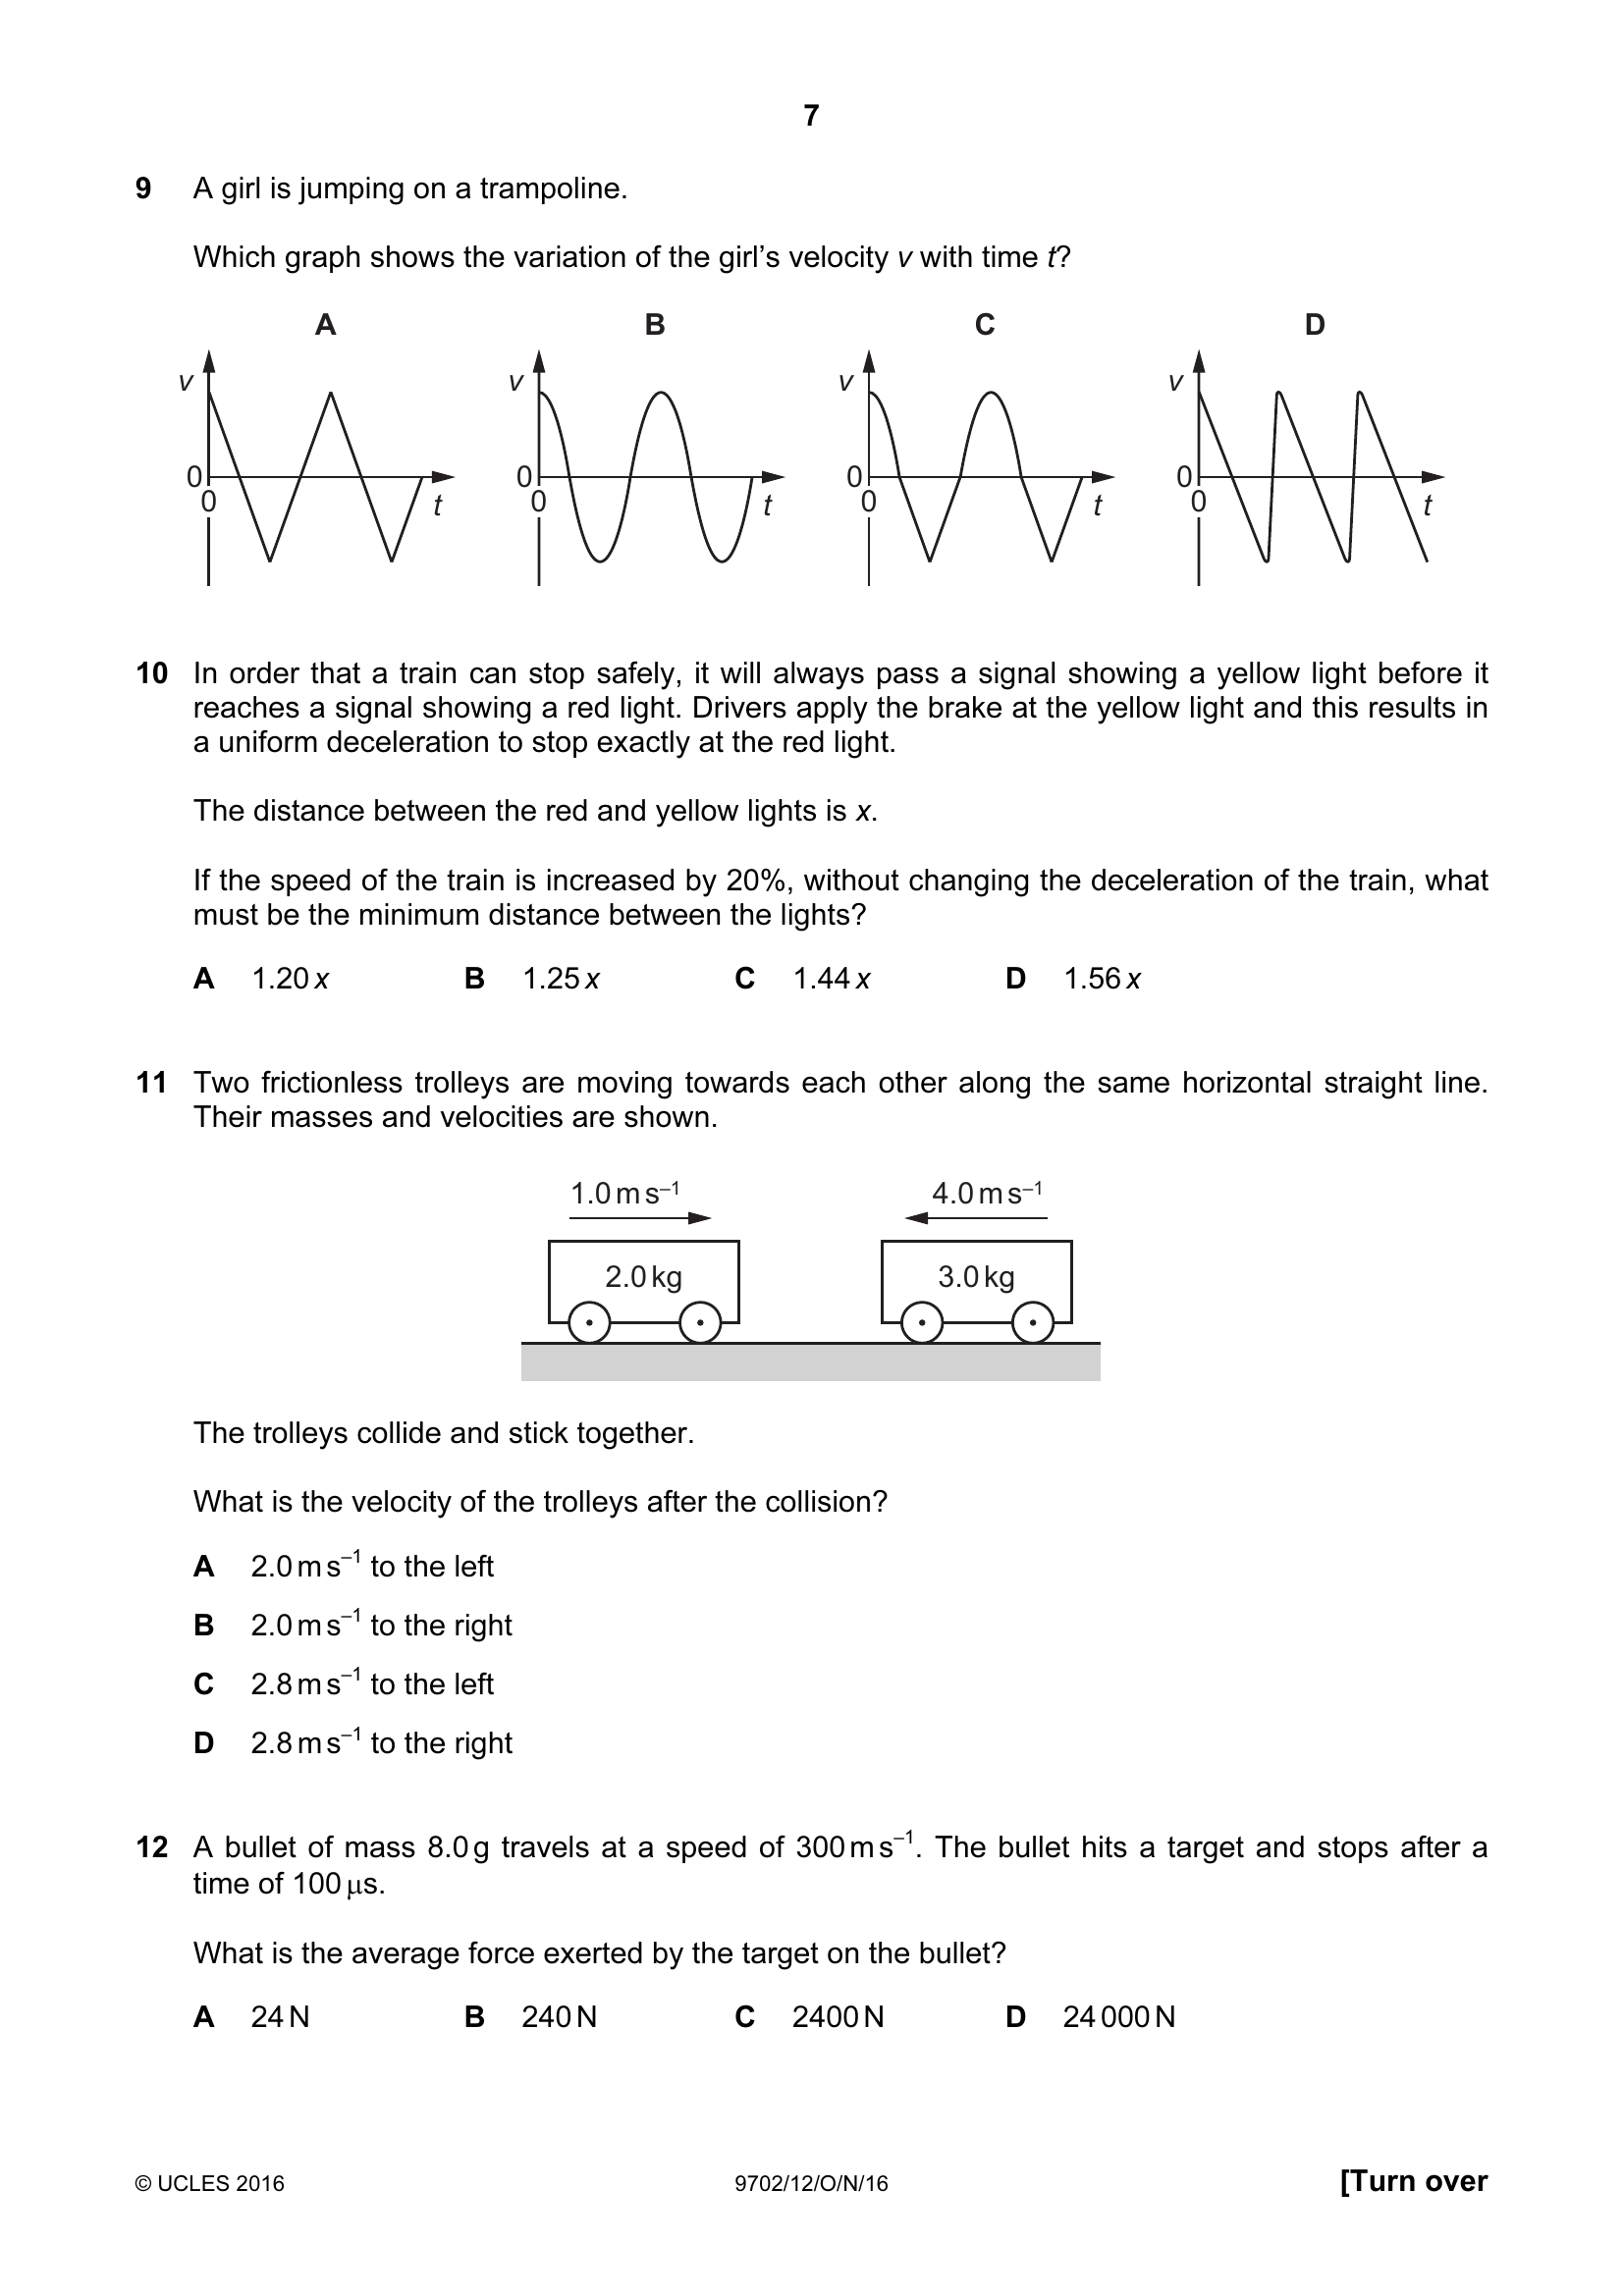 7
9 A girl is jumping on a trampoline.
Which graph shows the variation of the girl’s velocity v with time t?
A B C D
v v v v
0 0 0 0
0 0 0 0
t t t t
10 In order that a train can stop safely, it will always pass a signal showing a yellow light before it
reaches a signal showing a red light. Drivers apply the brake at the yellow light and this results in
a uniform deceleration to stop exactly at the red light.
The distance between the red and yellow lights is x.
If the speed of the train is increased by 20%, without changing the deceleration of the train, what
must be the minimum distance between the lights?
A 1.20 x B 1.25 x C 1.44 x D 1.56 x
11 Two frictionless trolleys are moving towards each other along the same horizontal straight line.
Their masses and velocities are shown.
1.0 m s⁻¹ 4.0 m s⁻¹
2.0 kg 3.0 kg
The trolleys collide and stick together.
What is the velocity of the trolleys after the collision?
A 2.0 m s⁻¹ to the left
B 2.0 m s⁻¹ to the right
C 2.8 m s⁻¹ to the left
D 2.8 m s⁻¹ to the right
12 A bullet of mass 8.0 g travels at a speed of 300 m s⁻¹. The bullet hits a target and stops after a
time of 100 μs.
What is the average force exerted by the target on the bullet?
A 24 N B 240 N C 2400 N D 24 000 N
© UCLES 2016 9702/12/O/N/16 [Turn over